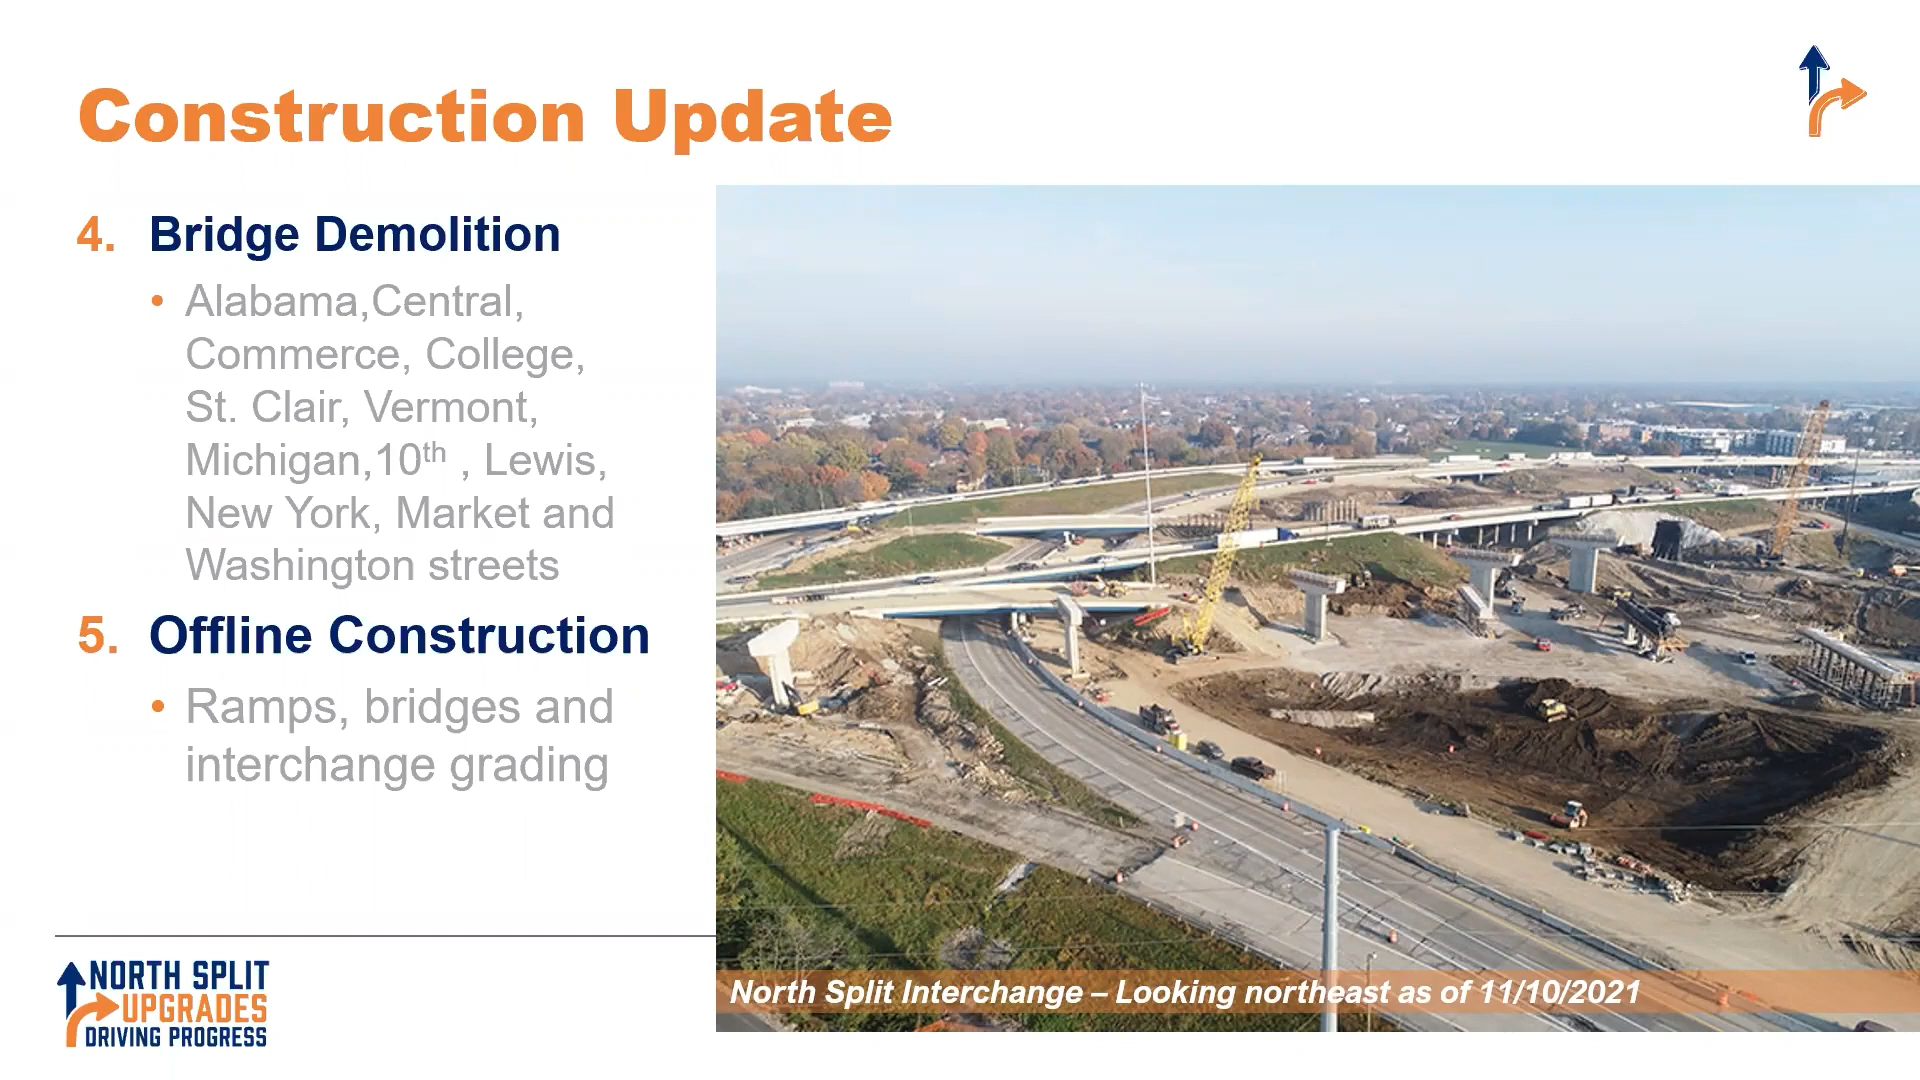 Construction Update
4. Bridge Demolition
• Alabama,Central,
Commerce, College,
St. Clair, Vermont,
Michigan,10th , Lewis,
New York, Market and
Washington streets
5. Offline Construction
• Ramps, bridges and
interchange grading
North Split Interchange – Looking northeast as of 11/10/2021
NORTH SPLIT
UPGRADES
DRIVING PROGRESS